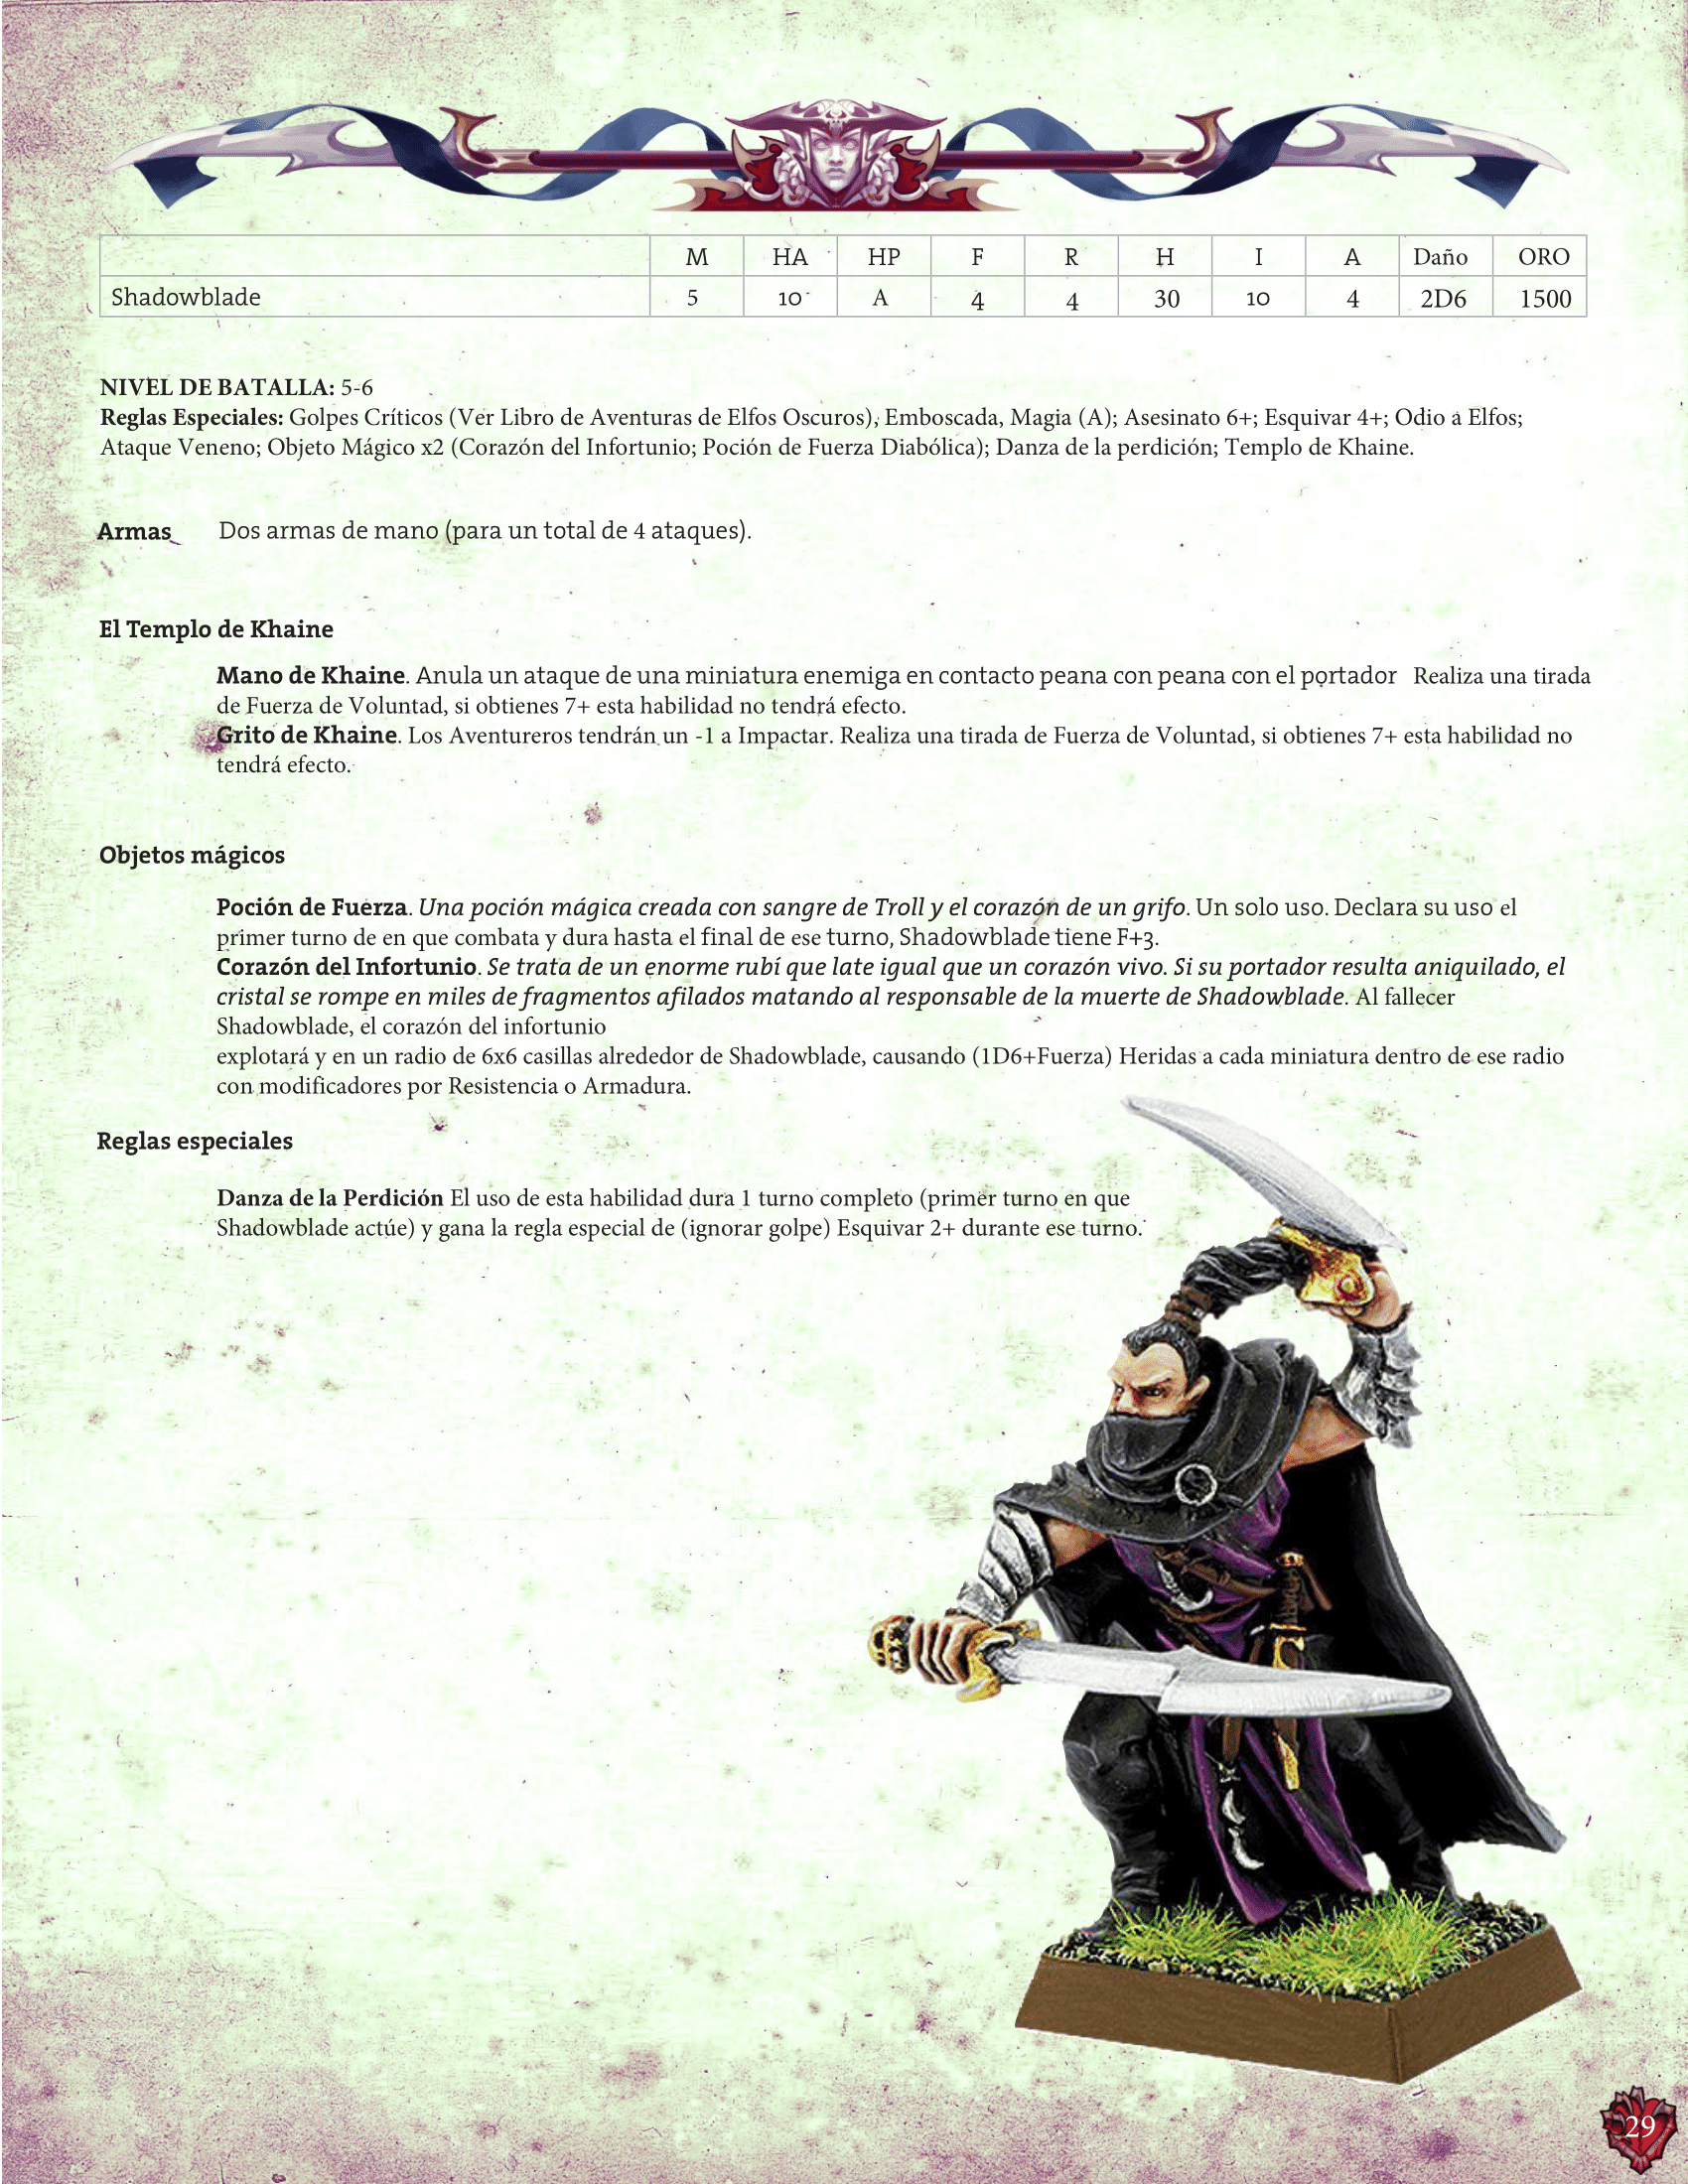 M HA HP F R H I A Daño ORO
Shadowblade 5 10 A 4 4 30 10 4 2D6 1500
NIVEL DE BATALLA: 5-6
Reglas Especiales: Golpes Críticos (Ver Libro de Aventuras de Elfos Oscuros), Emboscada, Magia (A); Asesinato 6+; Esquivar 4+; Odio a Elfos;
Ataque Veneno; Objeto Mágico x2 (Corazón del Infortunio; Poción de Fuerza Diabólica); Danza de la perdición; Templo de Khaine.
Armas Dos armas de mano (para un total de 4 ataques).
El Templo de Khaine
Mano de Khaine. Anula un ataque de una miniatura enemiga en contacto peana con peana con el portador Realiza una tirada
de Fuerza de Voluntad, si obtienes 7+ esta habilidad no tendrá efecto.
Grito de Khaine. Los Aventureros tendrán un -1 a Impactar. Realiza una tirada de Fuerza de Voluntad, si obtienes 7+ esta habilidad no
tendrá efecto.
Objetos mágicos
Poción de Fuerza. Una poción mágica creada con sangre de Troll y el corazón de un grifo. Un solo uso. Declara su uso el
primer turno de en que combata y dura hasta el final de ese turno, Shadowblade tiene F+3.
Corazón del Infortunio. Se trata de un enorme rubí que late igual que un corazón vivo. Si su portador resulta aniquilado, el
cristal se rompe en miles de fragmentos afilados matando al responsable de la muerte de Shadowblade. Al fallecer
Shadowblade, el corazón del infortunio
explotará y en un radio de 6x6 casillas alrededor de Shadowblade, causando (1D6+Fuerza) Heridas a cada miniatura dentro de ese radio
con modificadores por Resistencia o Armadura.
Reglas especiales
Danza de la Perdición El uso de esta habilidad dura 1 turno completo (primer turno en que
Shadowblade actúe) y gana la regla especial de (ignorar golpe) Esquivar 2+ durante ese turno.
29